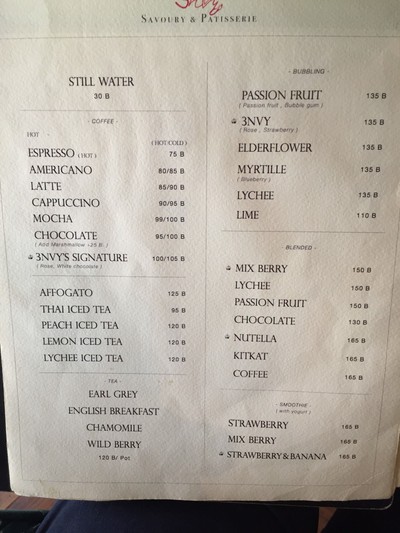 3nvy
SAVOURY & PATISSERIE
STILL WATER
30 B
- COFFEE -
HOT -
( HOT/COLD )
ESPRESSO ( HOT ) 75 B
AMERICANO 80/85 B
LATTE 85/90 B
CAPPUCCINO 90/95 B
MOCHA 99/100 B
CHOCOLATE 95/100 B
( Add Marshmallow +25 B. )
3NVY'S SIGNATURE 100/105 B
( Rose, White chocolate )
AFFOGATO 125 B
THAI ICED TEA 95 B
PEACH ICED TEA 120 B
LEMON ICED TEA 120 B
LYCHEE ICED TEA 120 B
- TEA -
EARL GREY
ENGLISH BREAKFAST
CHAMOMILE
WILD BERRY
120 B/ Pot
- BUBBLING -
PASSION FRUIT 135 B
( Passion fruit , Bubble gum )
3NVY 135 B
( Rose , Strawberry )
ELDERFLOWER 135 B
MYRTILLE 135 B
( Blueberry )
LYCHEE 135 B
LIME 110 B
BLENDED -
MIX BERRY 150 B
LYCHEE 150 B
PASSION FRUIT 150 B
CHOCOLATE 130 B
NUTELLA 165 B
KITKAT 165 B
COFFEE 165 B
SMOOTHIE -
( with yogurt )
STRAWBERRY 165 B
MIX BERRY 166 B
STRAWBERRY&BANANA 165 B